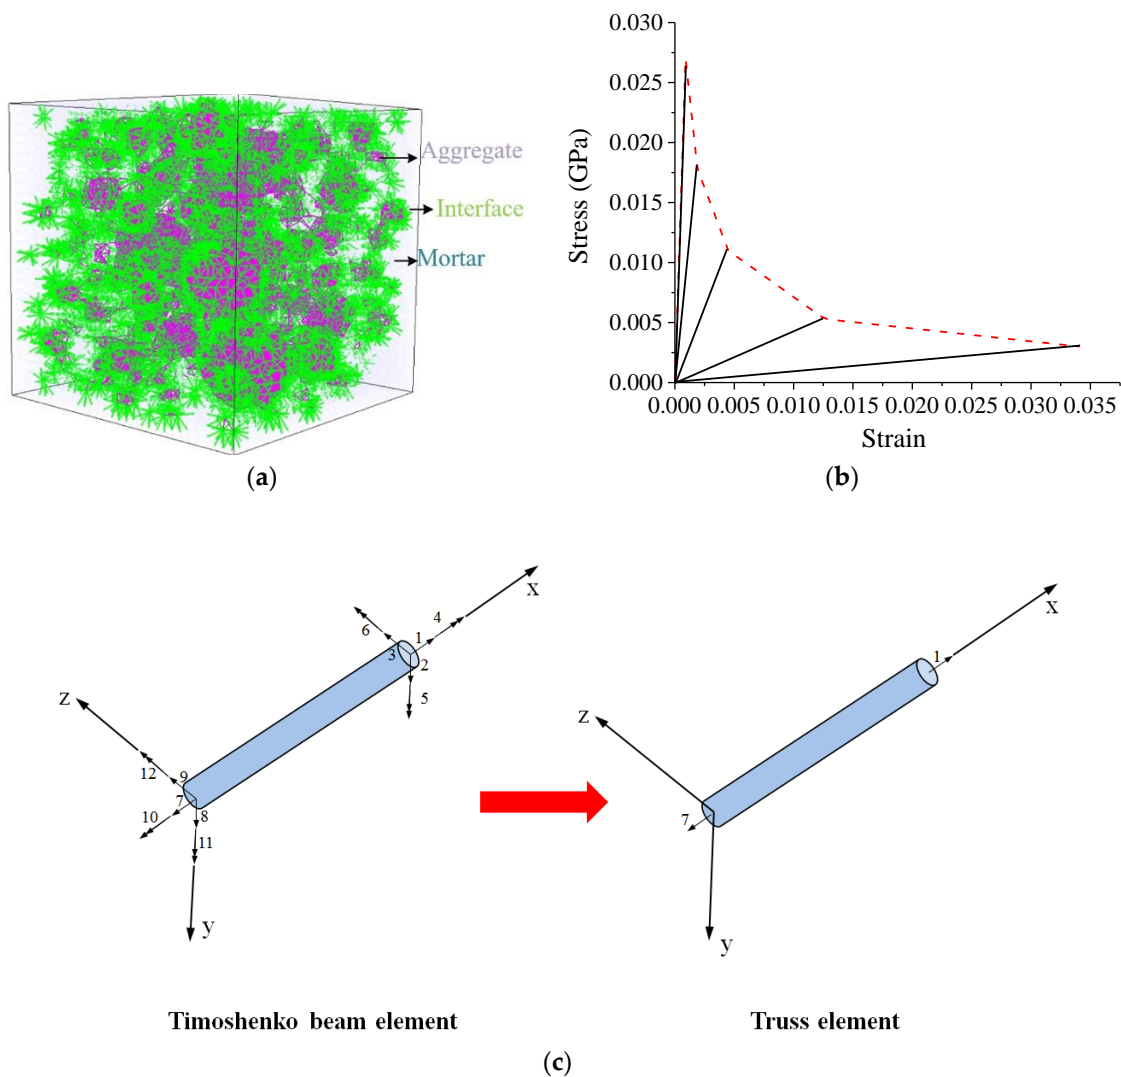 Aggregate
Interface
Mortar
(a)
0.030
0.025
0.020
0.015
0.010
0.005
0.000
Stress (GPa)
0.000 0.005 0.010 0.015 0.020 0.025 0.030 0.035
Strain
(b)
x
4
1
6
3
2
5
z
12
9
7
10
8
11
y
Timoshenko beam element
x
1
z
7
y
Truss element
(c)